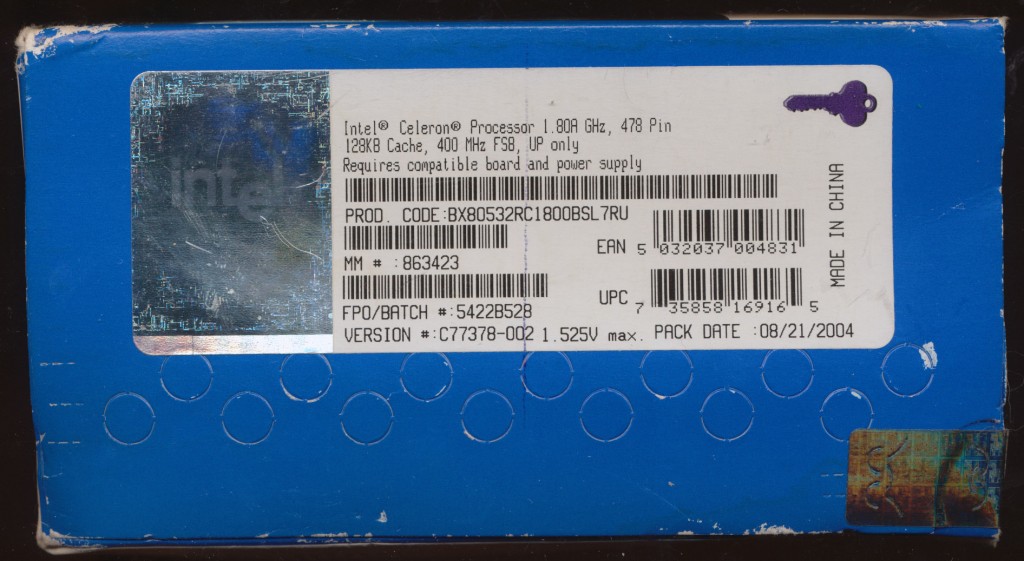 intel
Intel® Celeron® Processor 1.80A GHz, 478 Pin
128KB Cache, 400 MHz FSB, UP only
Requires compatible board and power supply
PROD. CODE:BX80532RC1800BSL7RU
MM # :863423
FPO/BATCH #:5422B528
VERSION #:C77378-002 1.525V max. PACK DATE :08/21/2004
EAN 5 032037 004831
UPC 7 35858 16916 5
MADE IN CHINA